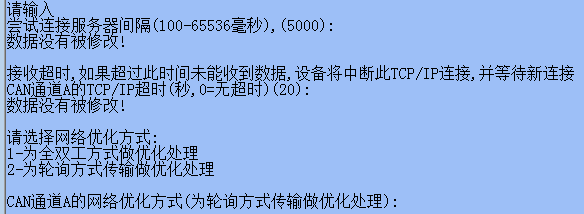 请输入
尝试连接服务器间隔(100-65536毫秒),(5000):
数据没有被修改!
接收超时,如果超过此时间未能收到数据,设备将中断此TCP/IP连接,并等待新连接
CAN通道A的TCP/IP超时(秒,0=无超时)(20):
数据没有被修改!
请选择网络优化方式:
1-为全双工方式做优化处理
2-为轮询方式传输做优化处理
CAN通道A的网络优化方式(为轮询方式传输做优化处理):